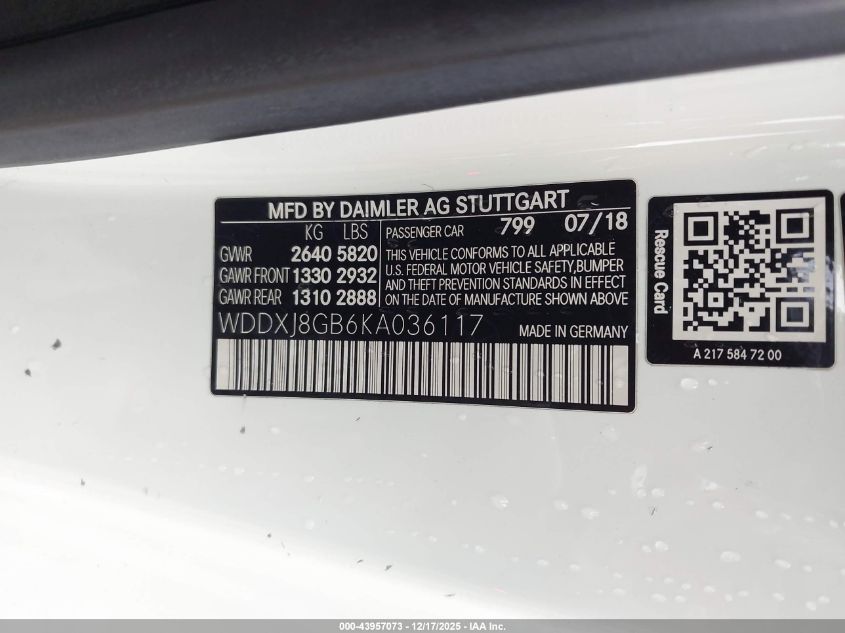 MFD BY DAIMLER AG STUTTGART
KG LBS
GVWR 2640 5820
GAWR FRONT 1330 2932
GAWR REAR 1310 2888
PASSENGER CAR 799 07/18
THIS VEHICLE CONFORMS TO ALL APPLICABLE
U.S. FEDERAL MOTOR VEHICLE SAFETY,BUMPER
AND THEFT PREVENTION STANDARDS IN EFFECT
ON THE DATE OF MANUFACTURE SHOWN ABOVE
WDDXJ8GB6KA036117
MADE IN GERMANY
Rescue Card
A 217 584 72 00
000-43957073 - 12/17/2025 - IAA Inc.